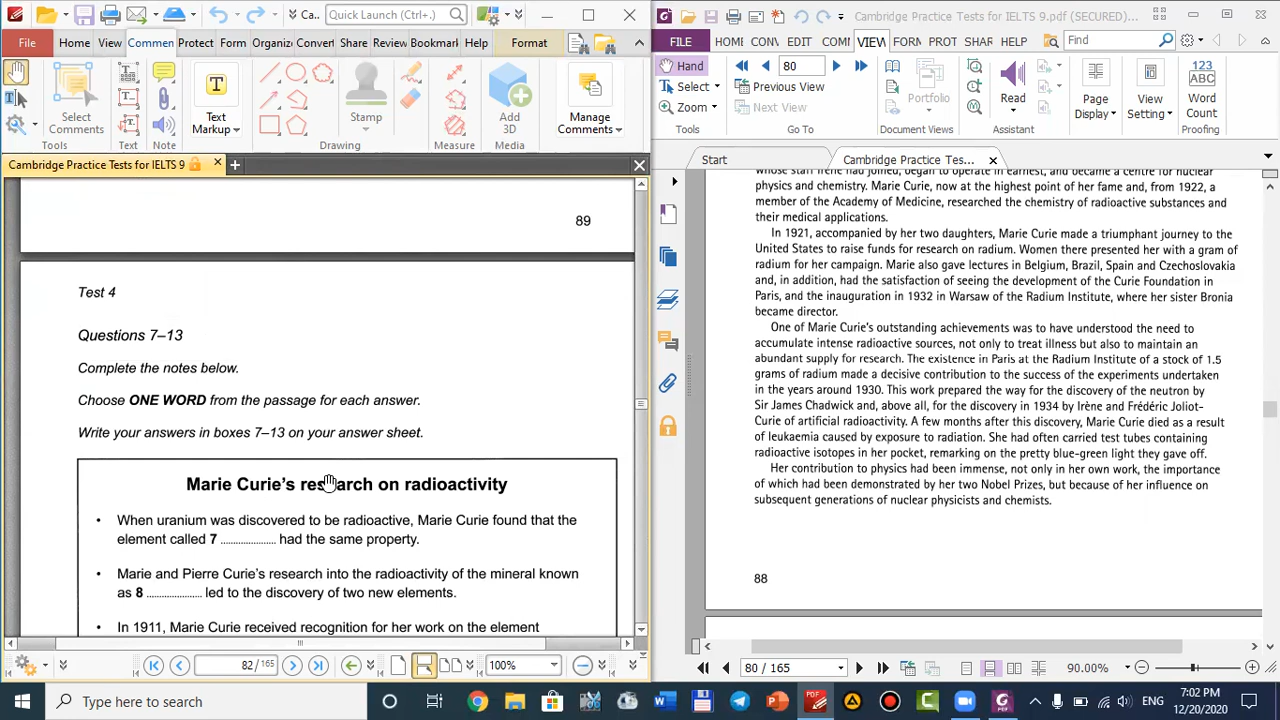 Ca...
Quick Launch (CTRL+.)
File
Home
View
Commen
Protect
Form
Organiz
Convert
Share
Review
Bookmark
Help
Format
Select
Comments
Tools
Text
Note
Text
Markup
Drawing
Stamp
Measure
Add
3D
Media
Manage
Comments
Cambridge Practice Tests for IELTS 9
89
Test 4
Questions 7–13
Complete the notes below.
Choose ONE WORD from the passage for each answer.
Write your answers in boxes 7–13 on your answer sheet.
Marie Curie's research on radioactivity
• When uranium was discovered to be radioactive, Marie Curie found that the
element called 7 ...................... had the same property.
• Marie and Pierre Curie's research into the radioactivity of the mineral known
as 8 ...................... led to the discovery of two new elements.
• In 1911, Marie Curie received recognition for her work on the element
82 /165
100%
Cambridge Practice Tests for IELTS 9.pdf (SECURED)...
FILE
HOME
CONV
EDIT
COMM
VIEW
FORM
PROT
SHAR
HELP
Find
Hand
Select
Zoom
Tools
80
Previous View
Next View
Go To
Portfolio
Document Views
Read
Assistant
Page
Display
View
Setting
123
ABC
Word
Count
Proofing
Start
Cambridge Practice Tes...
whose staff Irène had joined, began to operate in earnest, and became a centre for nuclear
physics and chemistry. Marie Curie, now at the highest point of her fame and, from 1922, a
member of the Academy of Medicine, researched the chemistry of radioactive substances and
their medical applications.
In 1921, accompanied by her two daughters, Marie Curie made a triumphant journey to the
United States to raise funds for research on radium. Women there presented her with a gram of
radium for her campaign. Marie also gave lectures in Belgium, Brazil, Spain and Czechoslovakia
and, in addition, had the satisfaction of seeing the development of the Curie Foundation in
Paris, and the inauguration in 1932 in Warsaw of the Radium Institute, where her sister Bronia
became director.
One of Marie Curie's outstanding achievements was to have understood the need to
accumulate intense radioactive sources, not only to treat illness but also to maintain an
abundant supply for research. The existence in Paris at the Radium Institute of a stock of 1.5
grams of radium made a decisive contribution to the success of the experiments undertaken
in the years around 1930. This work prepared the way for the discovery of the neutron by
Sir James Chadwick and, above all, for the discovery in 1934 by Irène and Frédéric Joliot-
Curie of artificial radioactivity. A few months after this discovery, Marie Curie died as a result
of leukaemia caused by exposure to radiation. She had often carried test tubes containing
radioactive isotopes in her pocket, remarking on the pretty blue-green light they gave off.
Her contribution to physics had been immense, not only in her own work, the importance
of which had been demonstrated by her two Nobel Prizes, but because of her influence on
subsequent generations of nuclear physicists and chemists.
88
80 / 165
90.00%
Type here to search
ENG
7:02 PM
12/20/2020